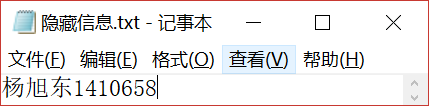 隐藏信息.txt - 记事本
文件(F) 编辑(E) 格式(O) 查看(V) 帮助(H)
杨旭东1410658